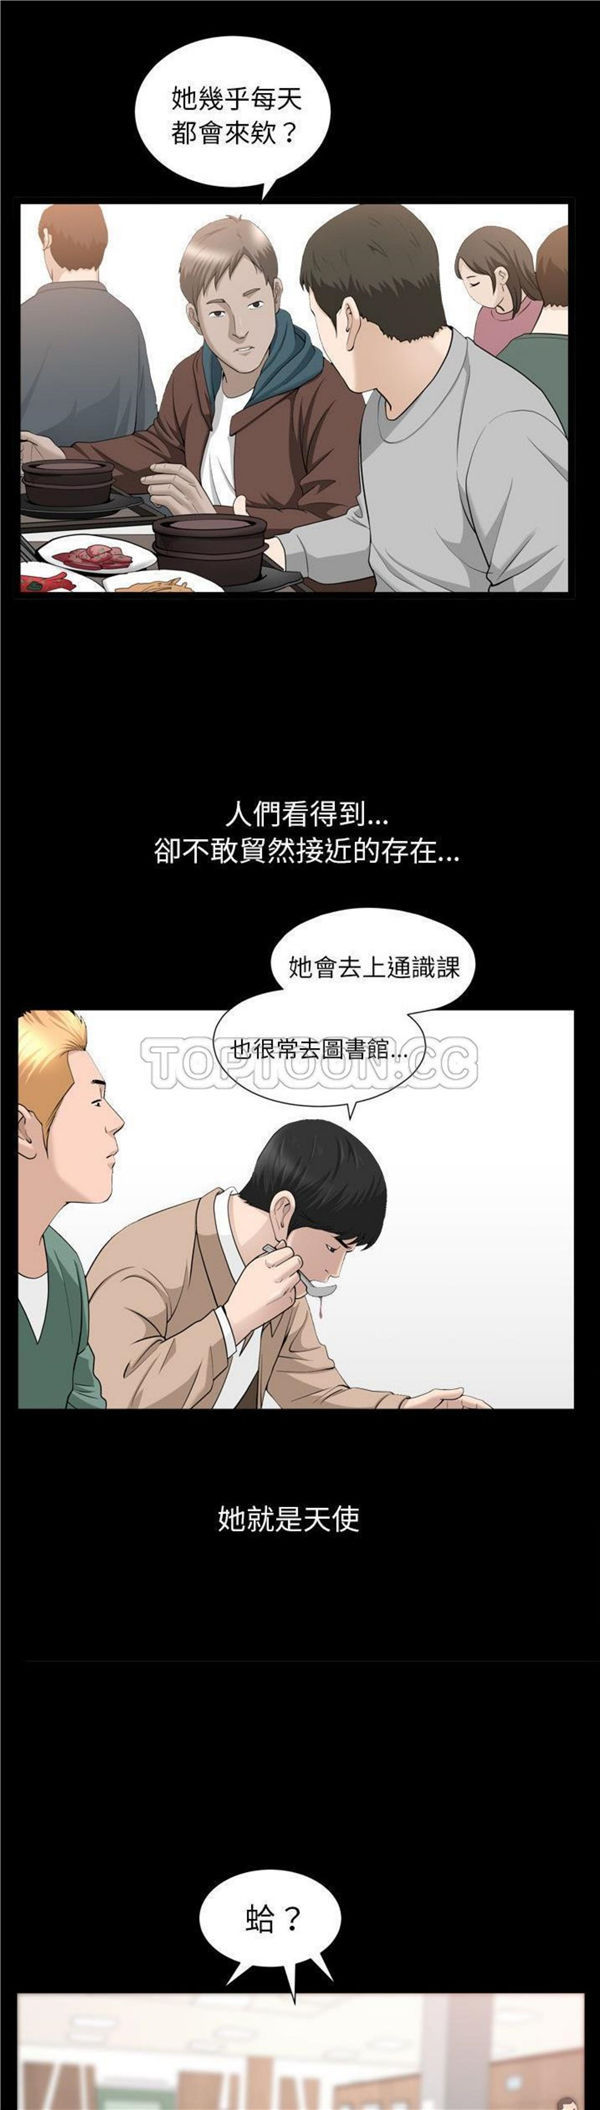 她幾乎每天
都會來欸？
人們看得到...
卻不敢貿然接近的存在...
她會去上通識課
也很常去圖書館...
TOPTOON.CC
她就是天使
蛤？